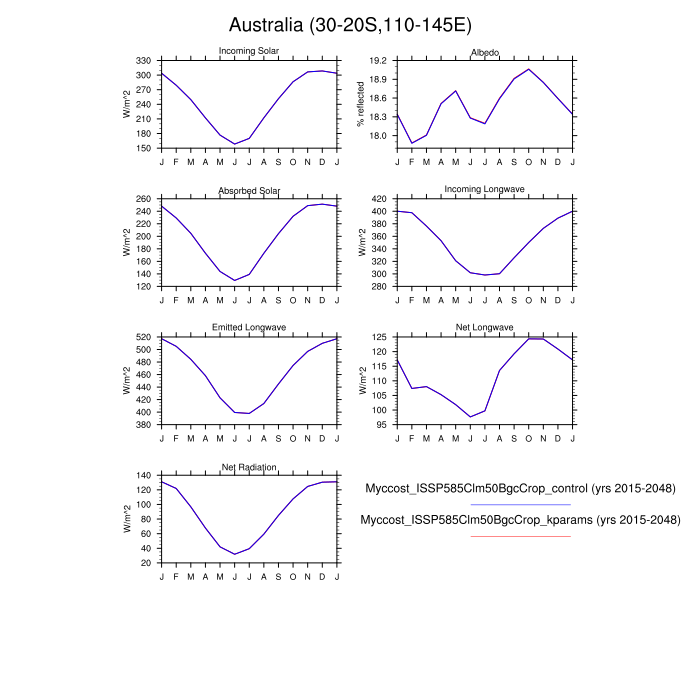 Australia (30-20S,110-145E)
Incoming Solar
W/m^2
330
300
270
240
210
180
150
J F M A M J J A S O N D J
Albedo
% reflected
19.2
18.9
18.6
18.3
18.0
J F M A M J J A S O N D J
Absorbed Solar
W/m^2
260
240
220
200
180
160
140
120
J F M A M J J A S O N D J
Incoming Longwave
W/m^2
420
400
380
360
340
320
300
280
J F M A M J J A S O N D J
Emitted Longwave
W/m^2
520
500
480
460
440
420
400
380
J F M A M J J A S O N D J
Net Longwave
W/m^2
125
120
115
110
105
100
95
J F M A M J J A S O N D J
Net Radiation
W/m^2
140
120
100
80
60
40
20
J F M A M J J A S O N D J
Myccost_ISSP585Clm50BgcCrop_control (yrs 2015-2048)
Myccost_ISSP585Clm50BgcCrop_kparams (yrs 2015-2048)